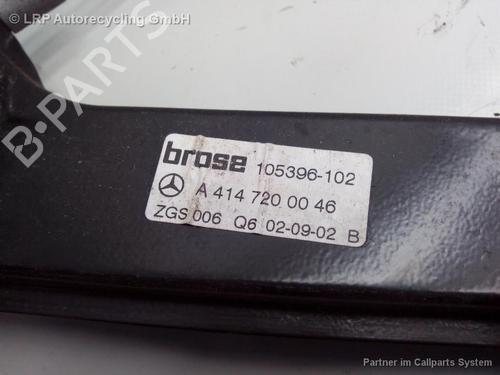 © LRP Autorecycling GmbH
B-PARTS
brose 105396-102
A 414 720 00 46
ZGS 006 Q6 02-09-02 B
Partner im Callparts System